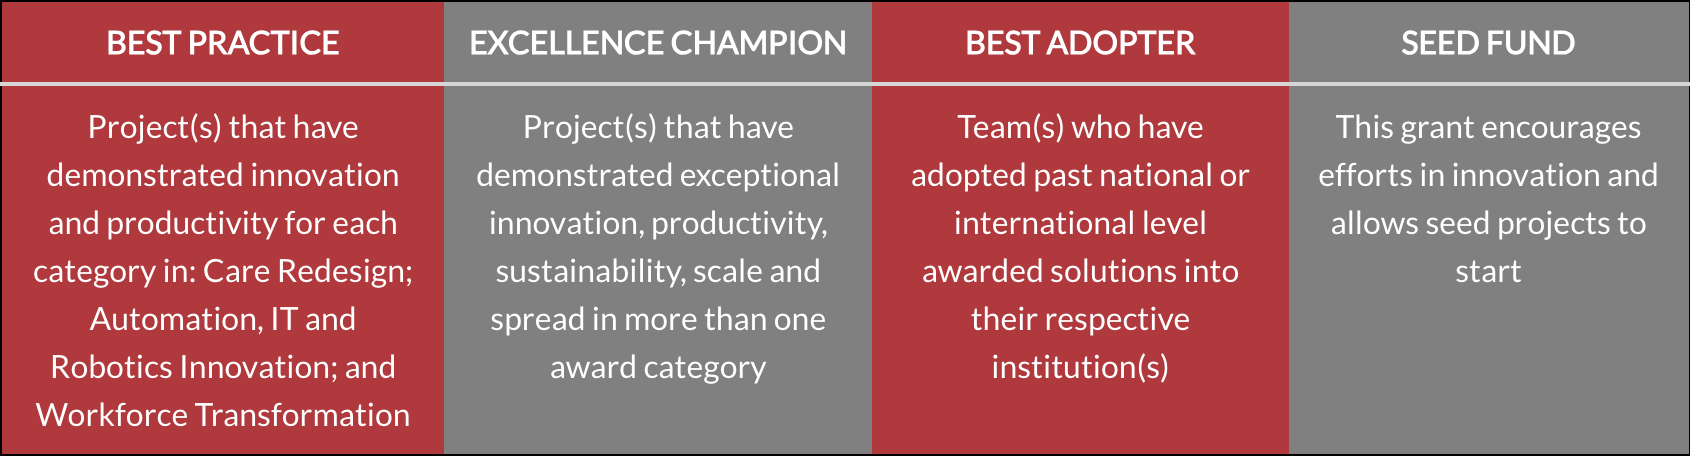 BEST PRACTICE
Project(s) that have
demonstrated innovation
and productivity for each
category in: Care Redesign;
Automation, IT and
Robotics Innovation; and
Workforce Transformation
EXCELLENCE CHAMPION
Project(s) that have
demonstrated exceptional
innovation, productivity,
sustainability, scale and
spread in more than one
award category
BEST ADOPTER
Team(s) who have
adopted past national or
international level
awarded solutions into
their respective
institution(s)
SEED FUND
This grant encourages
efforts in innovation and
allows seed projects to
start